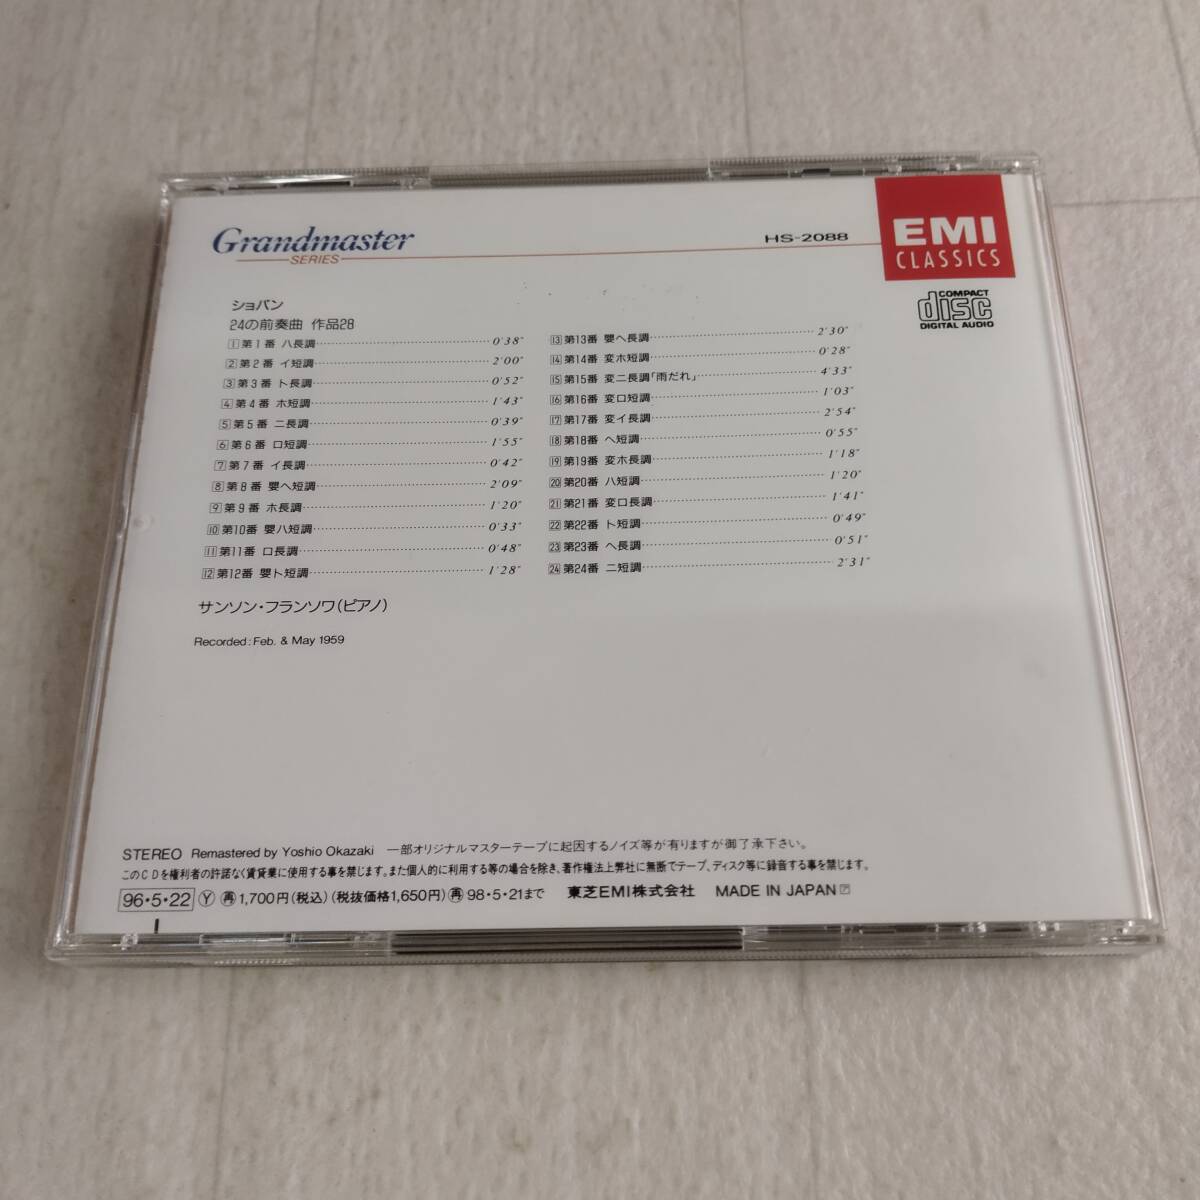 Grandmaster
SERIES
HS-2088
EMI
CLASSICS
COMPACT
disc
DIGITAL AUDIO
ショパン
24の前奏曲 作品28
1 第1番 ハ長調 0'38"
2 第2番 イ短調 2'00"
3 第3番 ト長調 0'52"
4 第4番 ホ短調 1'43"
5 第5番 ニ長調 0'39"
6 第6番 ロ短調 1'55"
7 第7番 イ長調 0'42"
8 第8番 嬰ヘ短調 2'09"
9 第9番 ホ長調 1'20"
10 第10番 嬰ハ短調 0'33"
11 第11番 ロ長調 0'48"
12 第12番 嬰ト短調 1'28"
13 第13番 嬰ヘ長調 2'30"
14 第14番 変ホ短調 0'28"
15 第15番 変ニ長調「雨だれ」 4'33"
16 第16番 変ロ短調 1'03"
17 第17番 変イ長調 2'54"
18 第18番 ヘ短調 0'55"
19 第19番 変ホ長調 1'18"
20 第20番 ハ短調 1'20"
21 第21番 変ロ長調 1'41"
22 第22番 ト短調 0'49"
23 第23番 ヘ長調 0'51"
24 第24番 ニ短調 2'31"
サンソン・フランソワ(ピアノ)
Recorded: Feb. & May 1959
STEREO Remastered by Yoshio Okazaki 一部オリジナルマスターテープに起因するノイズ等が有りますが御了承下さい。
このCDを権利者の許諾なく賃貸業に使用する事を禁じます。また個人的に利用する等の場合を除き、著作権法上弊社に無断でテープ、ディスク等に録音する事を禁じます。
96・5・22 Ⓨ ㊢1,700円(税込)(税抜価格1,650円) 98・5・21まで 東芝EMI株式会社 MADE IN JAPAN